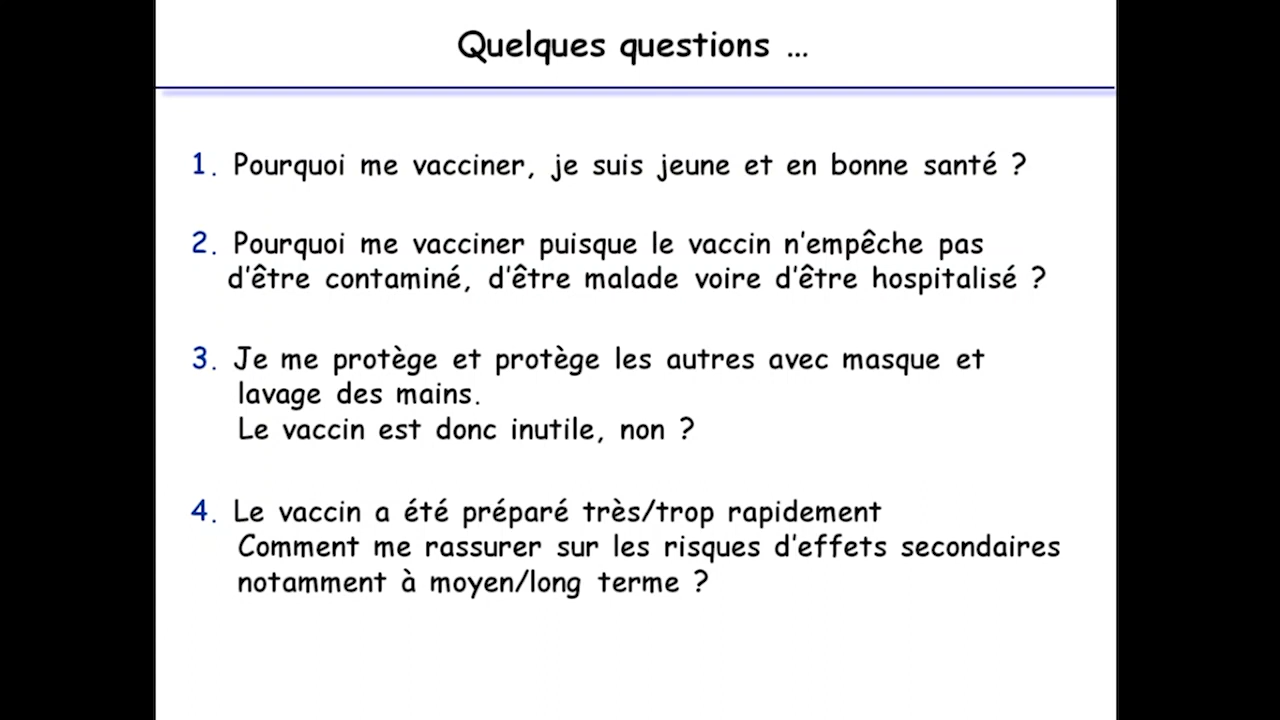 Quelques questions ...
1. Pourquoi me vacciner, je suis jeune et en bonne santé ?
2. Pourquoi me vacciner puisque le vaccin n'empêche pas
d'être contaminé, d'être malade voire d'être hospitalisé ?
3. Je me protège et protège les autres avec masque et
lavage des mains.
Le vaccin est donc inutile, non ?
4. Le vaccin a été préparé très/trop rapidement
Comment me rassurer sur les risques d'effets secondaires
notamment à moyen/long terme ?